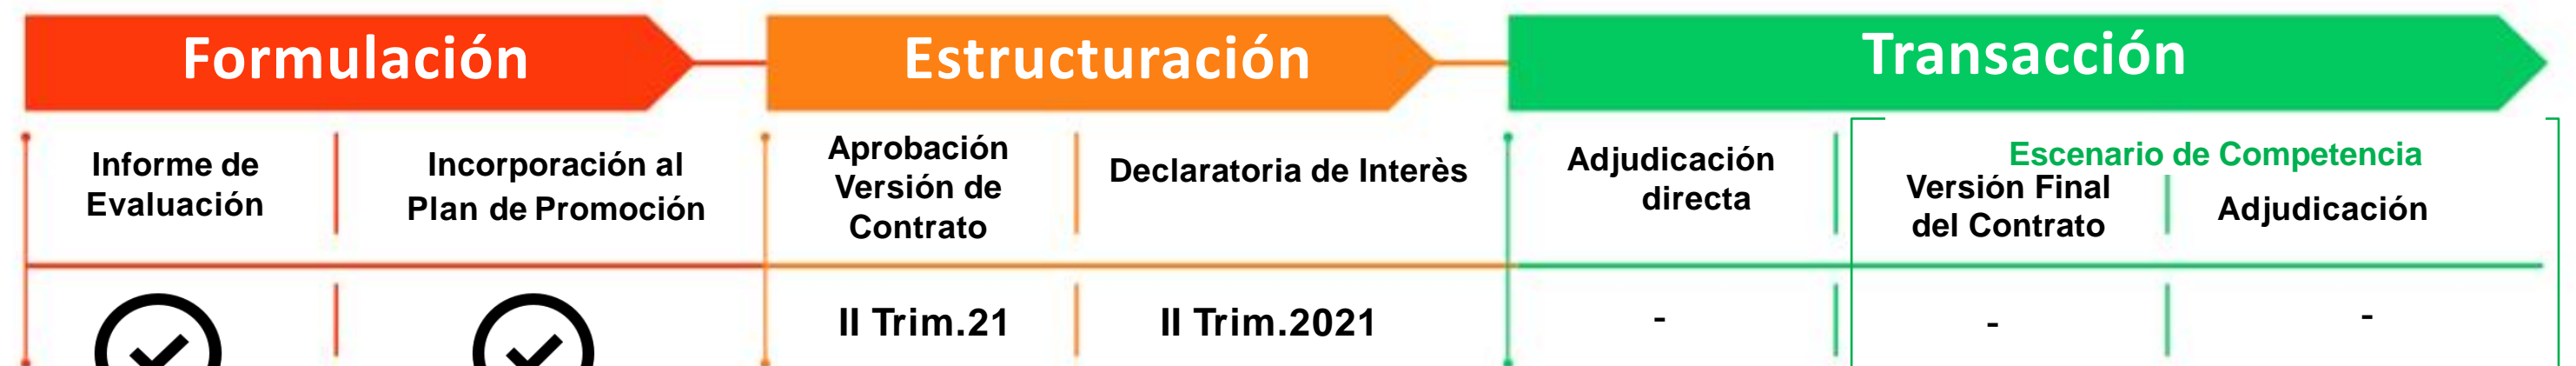 Formulación
Estructuración
Transacción
Informe de
Evaluación
Incorporación al
Plan de Promoción
Aprobación
Versión de
Contrato
Declaratoria de Interès
Adjudicación
directa
Escenario de Competencia
Versión Final
del Contrato
Adjudicación
II Trim.21
II Trim.2021
-
-
-